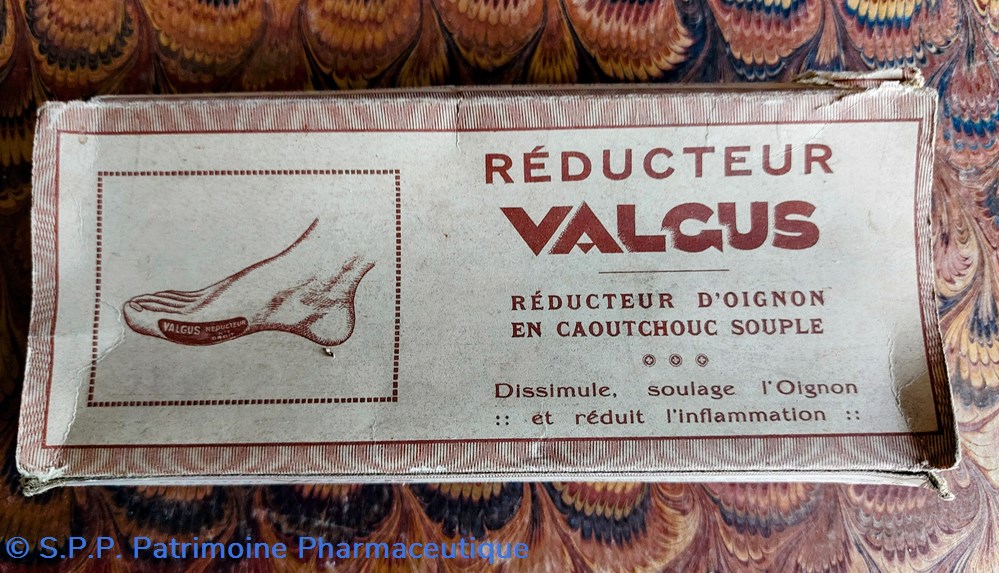 RÉDUCTEUR
VALGUS
RÉDUCTEUR D'OIGNON
EN CAOUTCHOUC SOUPLE
Dissimule, soulage l'Oignon
:: et réduit l'inflammation ::
VALGUS RÉDUCTEUR
© S.P.P. Patrimoine Pharmaceutique